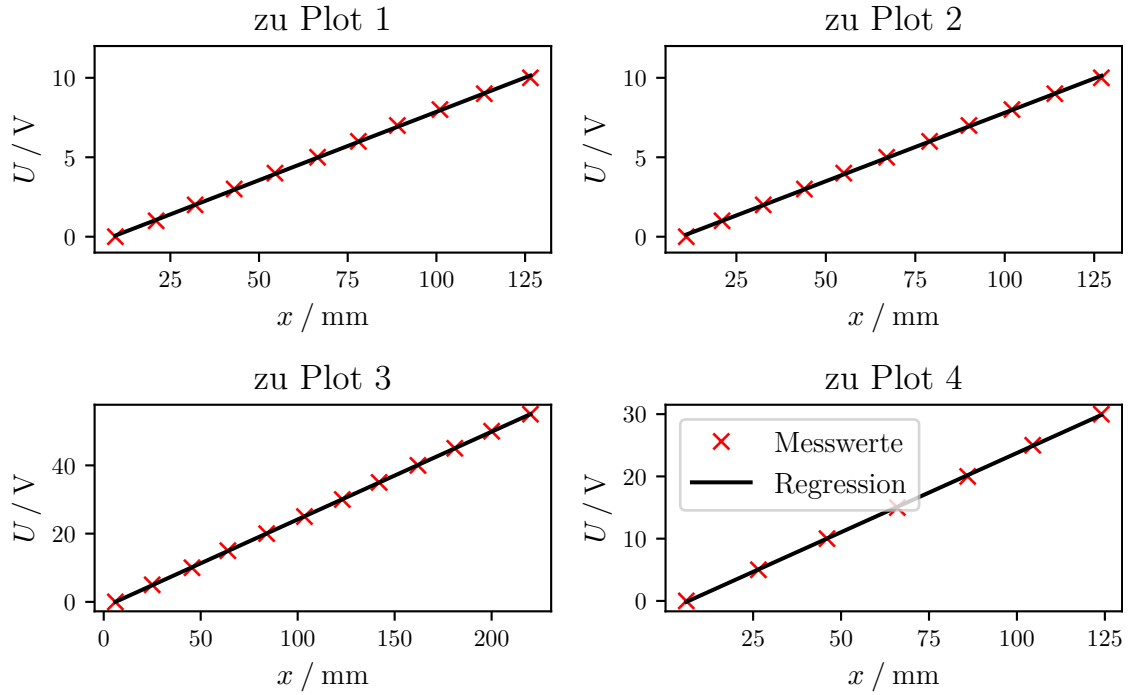 zu Plot 1
10
5
0
U / V
25 50 75 100 125
x / mm
zu Plot 2
10
5
0
U / V
25 50 75 100 125
x / mm
zu Plot 3
40
20
0
U / V
0 50 100 150 200
x / mm
zu Plot 4
30
20
10
0
U / V
Messwerte
Regression
25 50 75 100 125
x / mm